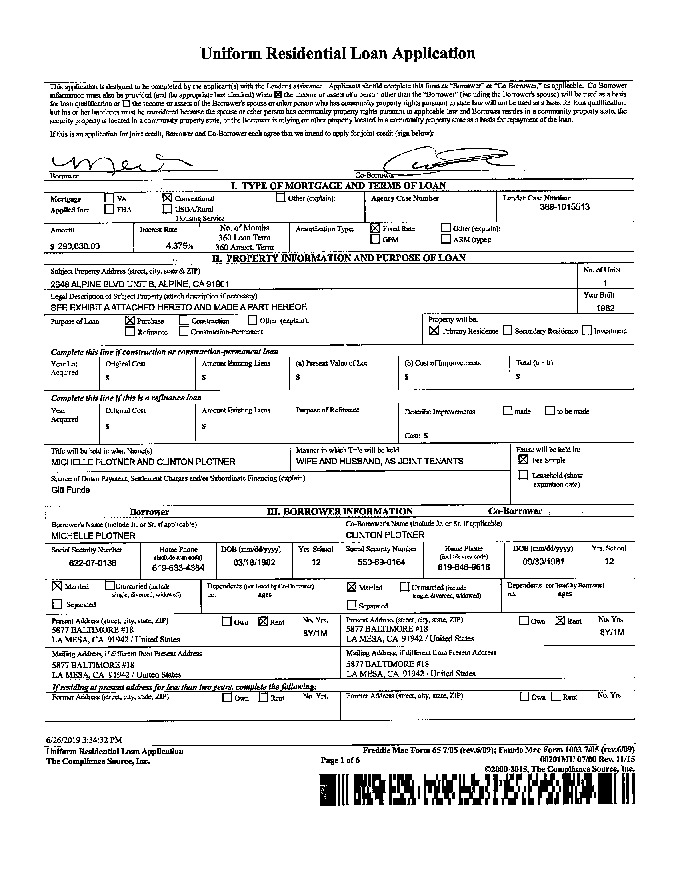 Uniform Residential Loan Application
This application is designed to be completed by the applicant(s) with the Lender's assistance. Applicants should complete this form as "Borrower" or "Co-Borrower," as applicable. Co-Borrower
information must also be provided (and the appropriate box checked) when ☒ the income or assets of a person other than the "Borrower" (including the Borrower's spouse) will be used as a basis
for loan qualification or ☐ the income or assets of the Borrower's spouse or other person who has community property rights pursuant to state law will not be used as a basis for loan qualification,
but his or her liabilities must be considered because the spouse or other person has community property rights pursuant to applicable law and Borrower resides in a community property state, the
security property is located in a community property state, or the Borrower is relying on other property located in a community property state as a basis for repayment of the loan.
If this is an application for joint credit, Borrower and Co-Borrower each agree that we intend to apply for joint credit (sign below):
Borrower Co-Borrower
I. TYPE OF MORTGAGE AND TERMS OF LOAN
Mortgage ☐ VA ☒ Conventional ☐ Other (explain): Agency Case Number Lender Case Number
Applied for: ☐ FHA ☐ USDA/Rural Housing Service
Amount Interest Rate No. of Months Amortization Type: ☒ Fixed Rate ☐ Other (explain):
360 Loan Term ☐ GPM ☐ ARM (type):
4.375% 360 Amort. Term
II. PROPERTY INFORMATION AND PURPOSE OF LOAN
Subject Property Address (street, city, state & ZIP) No. of Units
ALPINE BLVD UNIT B, ALPINE, CA 91901 1
Legal Description of Subject Property (attach description if necessary) Year Built
SEE EXHIBIT A ATTACHED HERETO AND MADE A PART HEREOF. 1982
Purpose of Loan ☒ Purchase ☐ Construction ☐ Other (explain): Property will be:
☐ Refinance ☐ Construction-Permanent ☒ Primary Residence ☐ Secondary Residence ☐ Investment
Complete this line if construction or construction-permanent loan
Year Lot Acquired Original Cost Amount Existing Liens (a) Present Value of Lot (b) Cost of Improvements Total (a + b)
$ $ $ $ $
Complete this line if this is a refinance loan
Year Acquired Original Cost Amount Existing Liens Purpose of Refinance Describe Improvements ☐ made ☐ to be made
$ $ Cost: $
Title will be held in what Name(s) Manner in which Title will be held Estate will be held in:
MICHELLE PLOTNER AND CLINTON PLOTNER WIFE AND HUSBAND, AS JOINT TENANTS ☒ Fee Simple
Source of Down Payment, Settlement Charges and/or Subordinate Financing (explain) ☐ Leasehold (show expiration date)
Gift Funds
Borrower III. BORROWER INFORMATION Co-Borrower
Borrower's Name (include Jr. or Sr. if applicable) Co-Borrower's Name (include Jr. or Sr. if applicable)
MICHELLE PLOTNER CLINTON PLOTNER
Social Security Number Home Phone (include area code) DOB (mm/dd/yyyy) Yrs. School Social Security Number Home Phone (include area code) DOB (mm/dd/yyyy) Yrs. School
12 12
☒ Married ☐ Unmarried (include single, divorced, widowed) Dependents (not listed by Co-Borrower) no. ages ☒ Married ☐ Unmarried (include single, divorced, widowed) Dependents (not listed by Borrower) no. ages
☐ Separated ☐ Separated
Present Address (street, city, state, ZIP) ☐ Own ☒ Rent No. Yrs. Present Address (street, city, state, ZIP) ☐ Own ☒ Rent No. Yrs.
5877 BALTIMORE #18 8Y/1M 5877 BALTIMORE #18 8Y/1M
LA MESA, CA 91942 / United States LA MESA, CA 91942 / United States
Mailing Address, if different from Present Address Mailing Address, if different from Present Address
5877 BALTIMORE #18 5877 BALTIMORE #18
LA MESA, CA 91942 / United States LA MESA, CA 91942 / United States
If residing at present address for less than two years, complete the following:
Former Address (street, city, state, ZIP) ☐ Own ☐ Rent No. Yrs. Former Address (street, city, state, ZIP) ☐ Own ☐ Rent No. Yrs.
6/26/2019 3:34:32 PM
Uniform Residential Loan Application Freddie Mac Form 65 7/05 (rev.6/09); Fannie Mae Form 1003 7/05 (rev.6/09)
The Compliance Source, Inc. Page 1 of 6 00201MU 07/00 Rev. 11/15
©2000-2015, The Compliance Source, Inc.